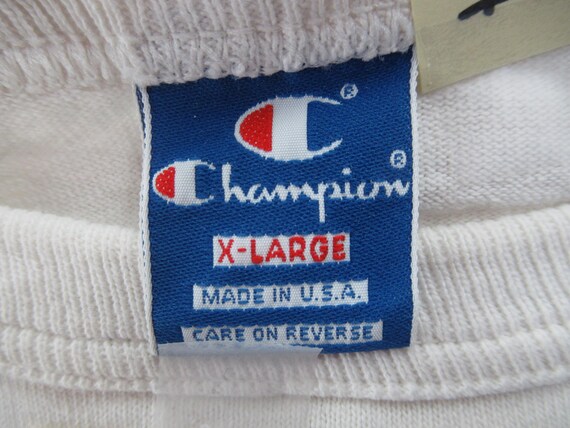 ®
Champion®
X-LARGE
MADE IN U.S.A.
CARE ON REVERSE